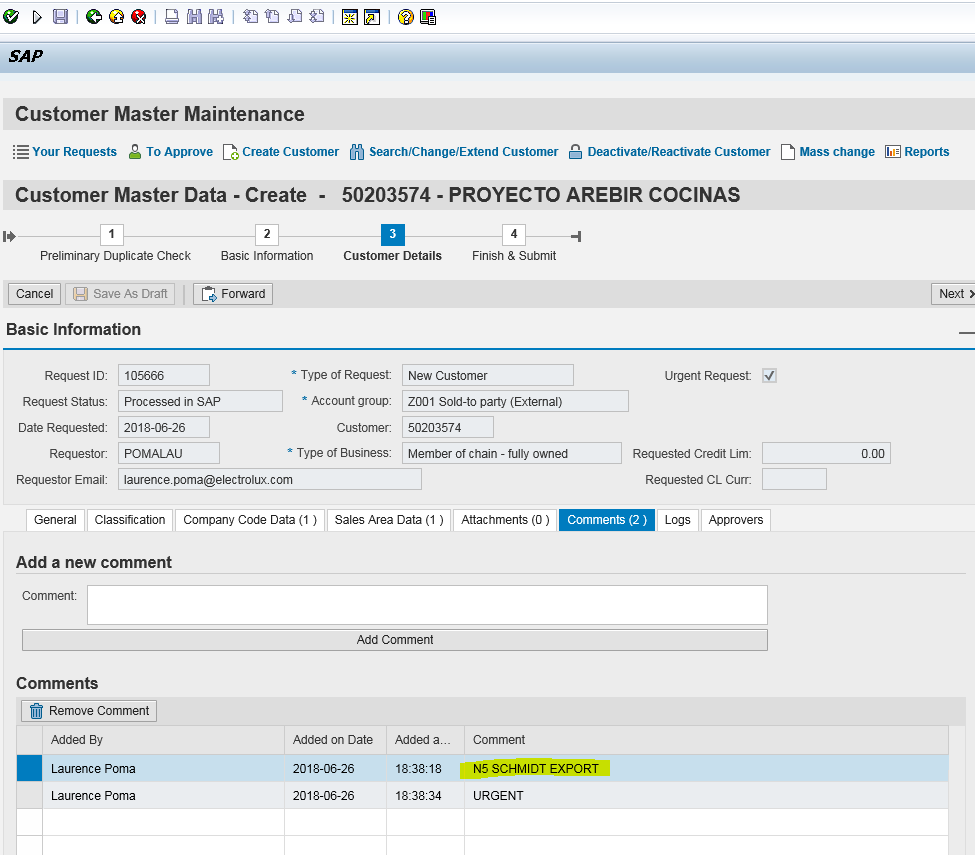 SAP
Customer Master Maintenance
Your Requests To Approve Create Customer Search/Change/Extend Customer Deactivate/Reactivate Customer Mass change Reports
Customer Master Data - Create - 50203574 - PROYECTO AREBIR COCINAS
1 2 3 4
Preliminary Duplicate Check Basic Information Customer Details Finish & Submit
Cancel Save As Draft Forward Next
Basic Information
Request ID: 105666 * Type of Request: New Customer Urgent Request:
Request Status: Processed in SAP * Account group: Z001 Sold-to party (External)
Date Requested: 2018-06-26 Customer: 50203574
Requestor: POMALAU * Type of Business: Member of chain - fully owned Requested Credit Lim: 0.00
Requestor Email: laurence.poma@electrolux.com Requested CL Curr:
General Classification Company Code Data (1 ) Sales Area Data (1 ) Attachments (0 ) Comments (2 ) Logs Approvers
Add a new comment
Comment:
Add Comment
Comments
Remove Comment
Added By Added on Date Added a... Comment
Laurence Poma 2018-06-26 18:38:18 N5 SCHMIDT EXPORT
Laurence Poma 2018-06-26 18:38:34 URGENT